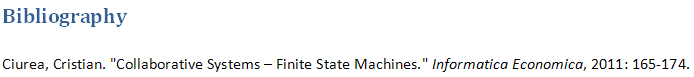 Bibliography
Ciurea, Cristian. "Collaborative Systems – Finite State Machines." Informatica Economica, 2011: 165-174.